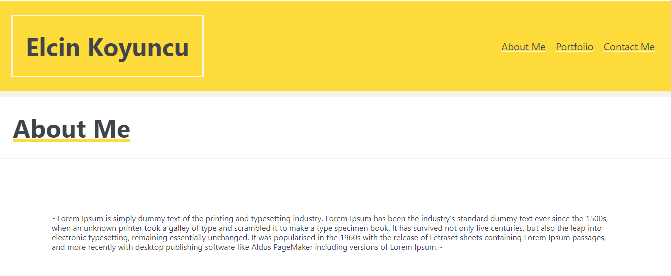 Elcin Koyuncu
About Me Portfolio Contact Me
About Me
~Lorem Ipsum is simply dummy text of the printing and typesetting industry. Lorem Ipsum has been the industry's standard dummy text ever since the 1500s,
when an unknown printer took a galley of type and scrambled it to make a type specimen book. It has survived not only five centuries, but also the leap into
electronic typesetting, remaining essentially unchanged. It was popularised in the 1960s with the release of Letraset sheets containing Lorem Ipsum passages,
and more recently with desktop publishing software like Aldus PageMaker including versions of Lorem Ipsum.~